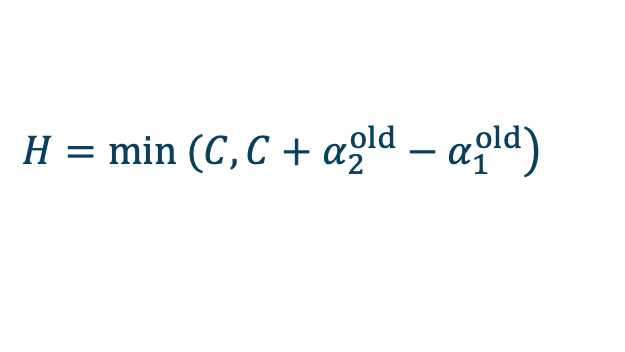 H = min (C, C + α₂^old − α₁^old)